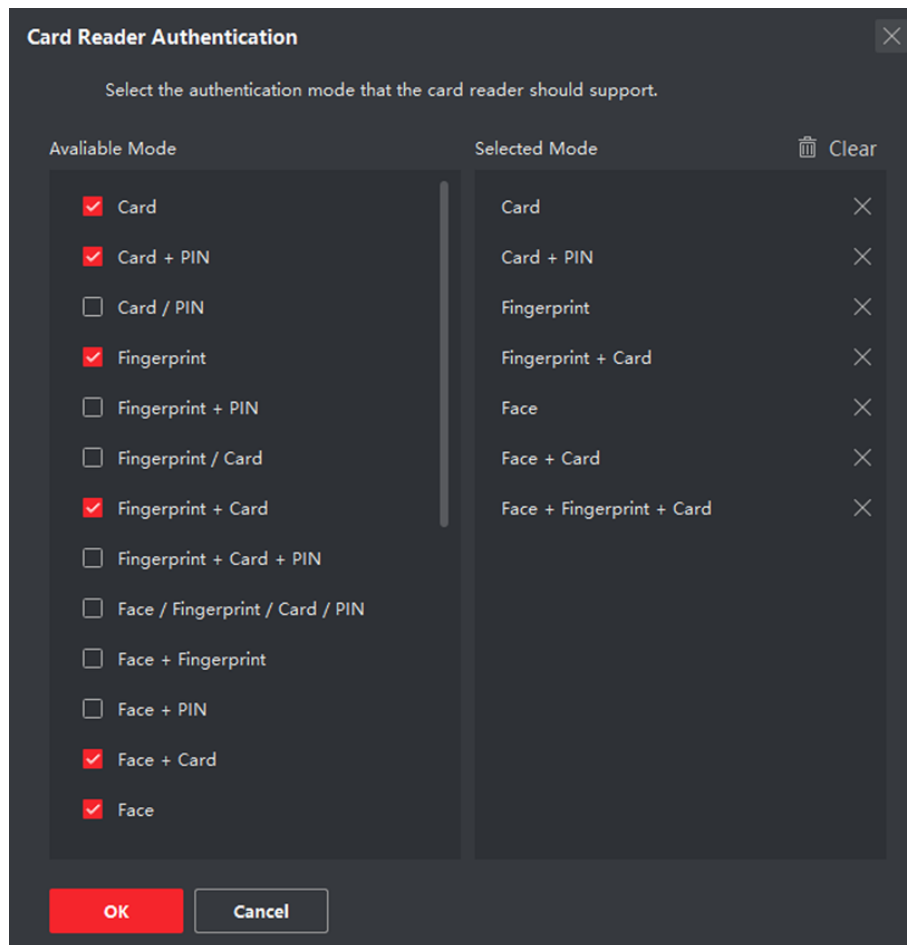 Card Reader Authentication
Select the authentication mode that the card reader should support.
Avaliable Mode
Card
Card + PIN
Card / PIN
Fingerprint
Fingerprint + PIN
Fingerprint / Card
Fingerprint + Card
Fingerprint + Card + PIN
Face / Fingerprint / Card / PIN
Face + Fingerprint
Face + PIN
Face + Card
Face
Selected Mode
Clear
Card
Card + PIN
Fingerprint
Fingerprint + Card
Face
Face + Card
Face + Fingerprint + Card
OK
Cancel